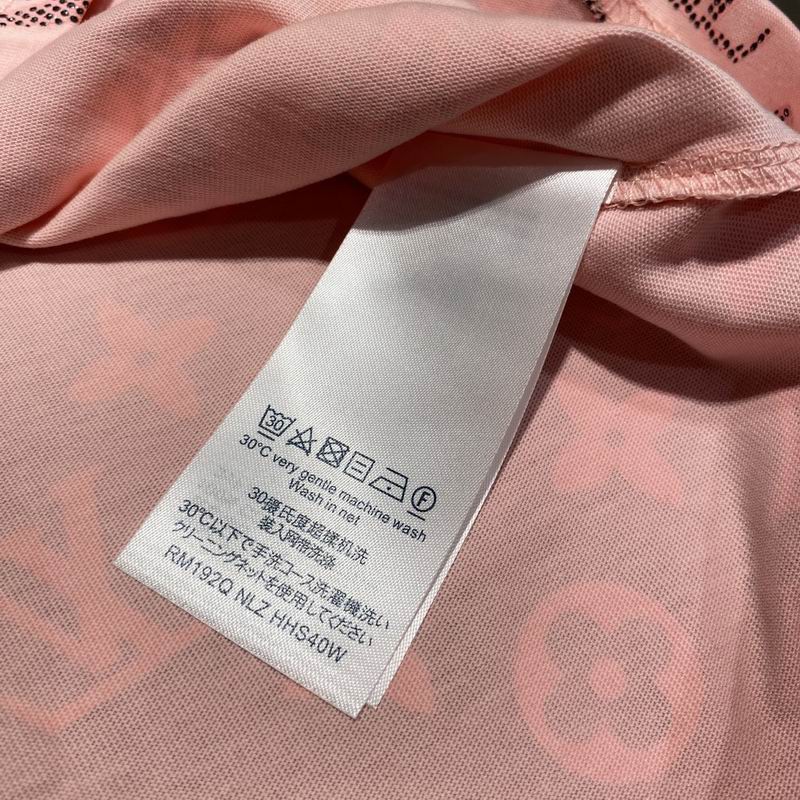 30
F
30°C very gentle machine wash
Wash in net
30摄氏度超柔机洗
装入网袋洗涤
30℃以下で手洗コース洗濯機洗い
クリーニングネットを使用してください
RM192Q NLZ HHS40W